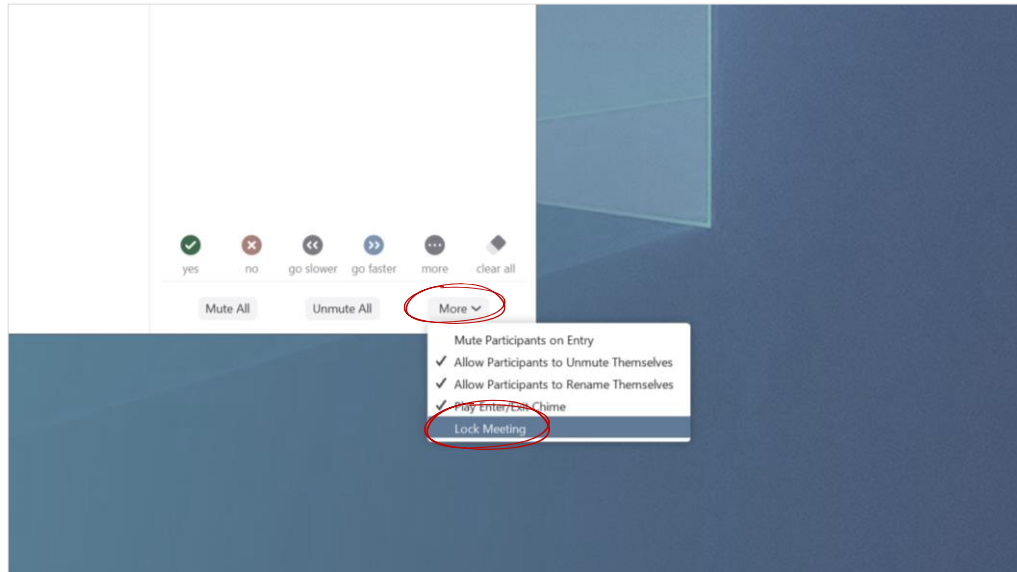 yes no go slower go faster more clear all
Mute All Unmute All More
Mute Participants on Entry
Allow Participants to Unmute Themselves
Allow Participants to Rename Themselves
Play Enter/Exit Chime
Lock Meeting